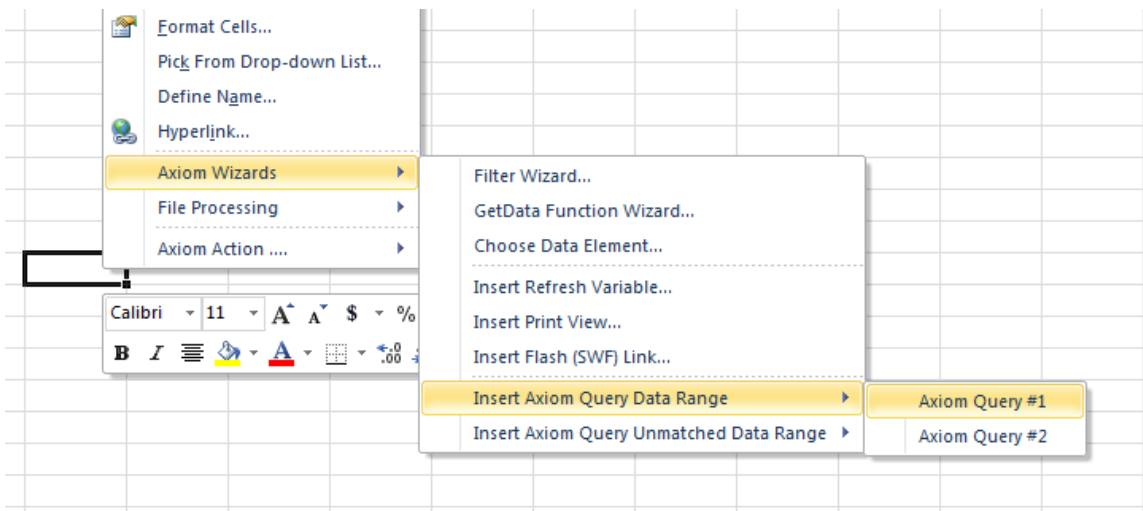 Format Cells...
Pick From Drop-down List...
Define Name...
Hyperlink...
Axiom Wizards
File Processing
Axiom Action ....
Filter Wizard...
GetData Function Wizard...
Choose Data Element...
Insert Refresh Variable...
Insert Print View...
Insert Flash (SWF) Link...
Insert Axiom Query Data Range
Insert Axiom Query Unmatched Data Range
Axiom Query #1
Axiom Query #2
Calibri 11 A A $ %
B I A .00